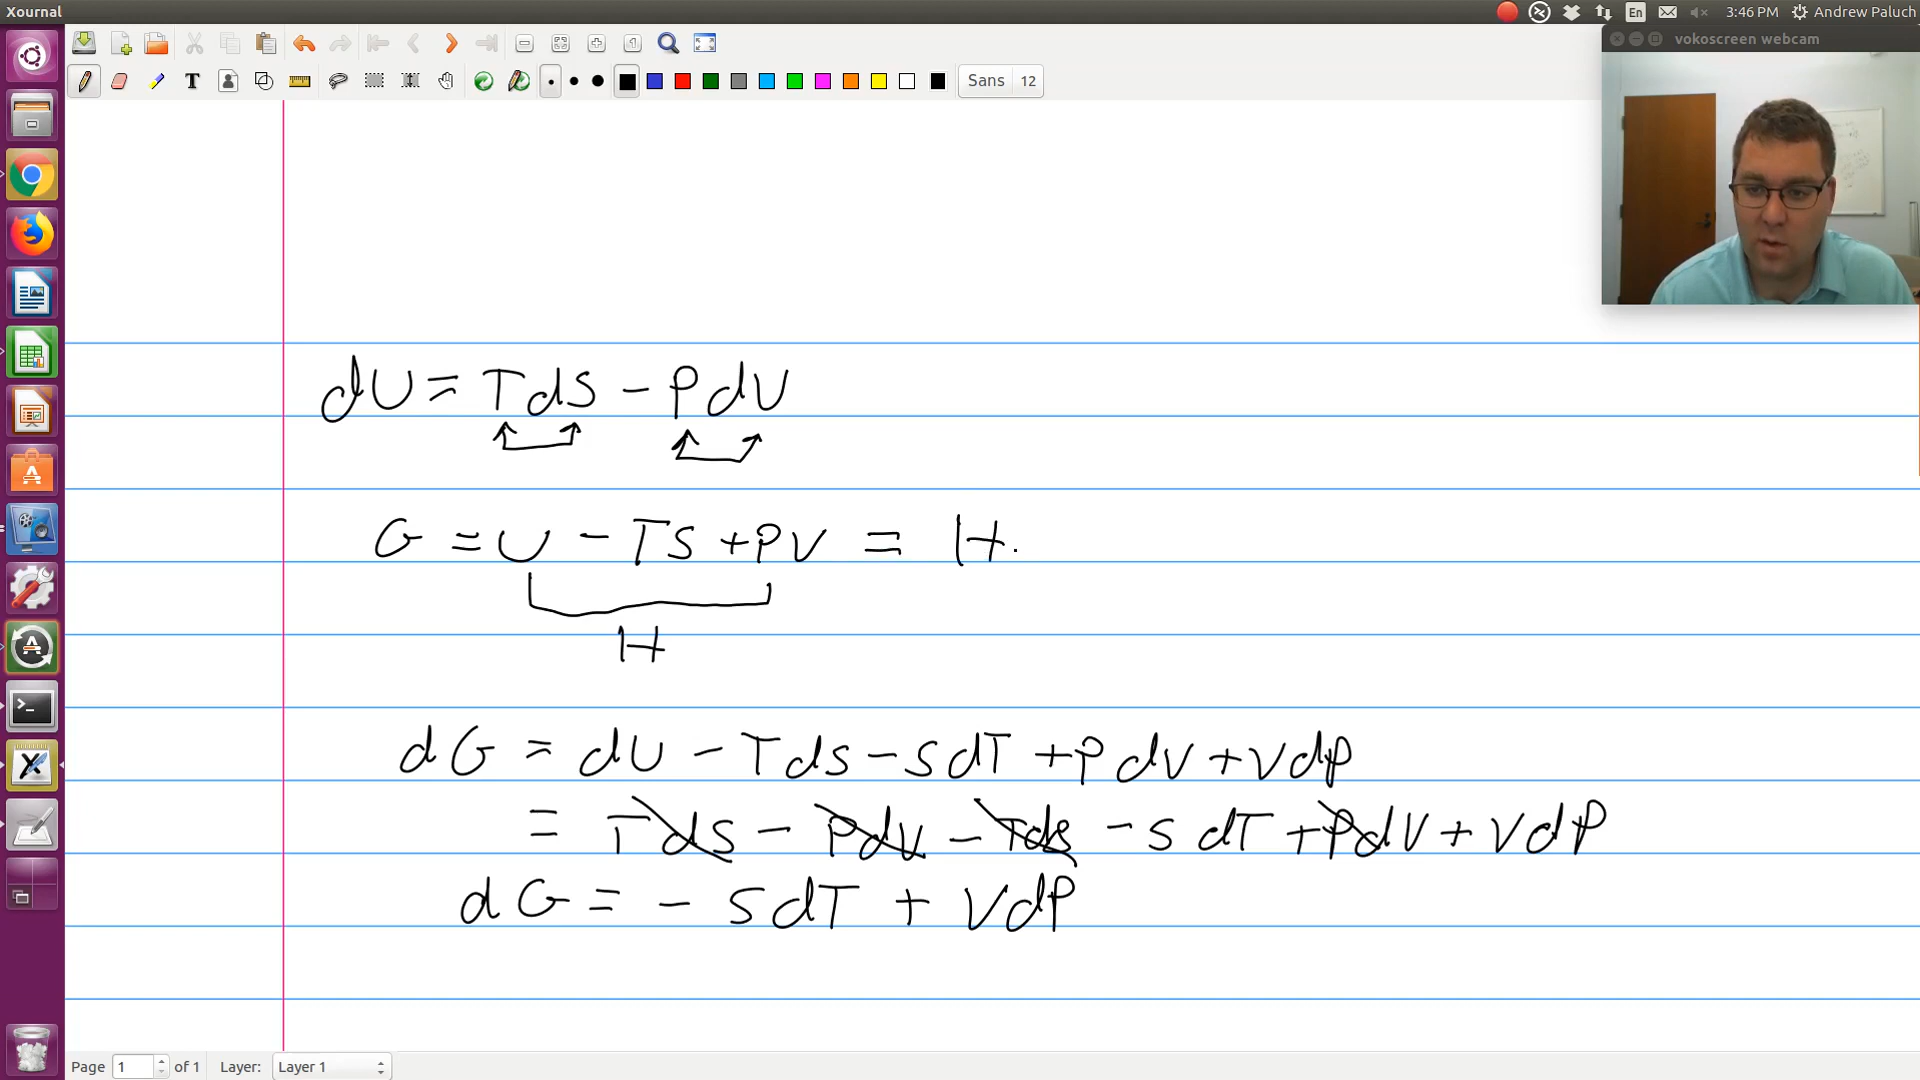 Xournal
En
3:46 PM
Andrew Paluch
vokoscreen webcam
Sans 12
dU = TdS - PdV
G = U - TS + PV = H.
H
dG = dU - TdS - SdT + PdV + VdP
= TdS - PdV - TdS - SdT + PdV + VdP
dG = - SdT + VdP
Page 1 of 1 Layer: Layer 1